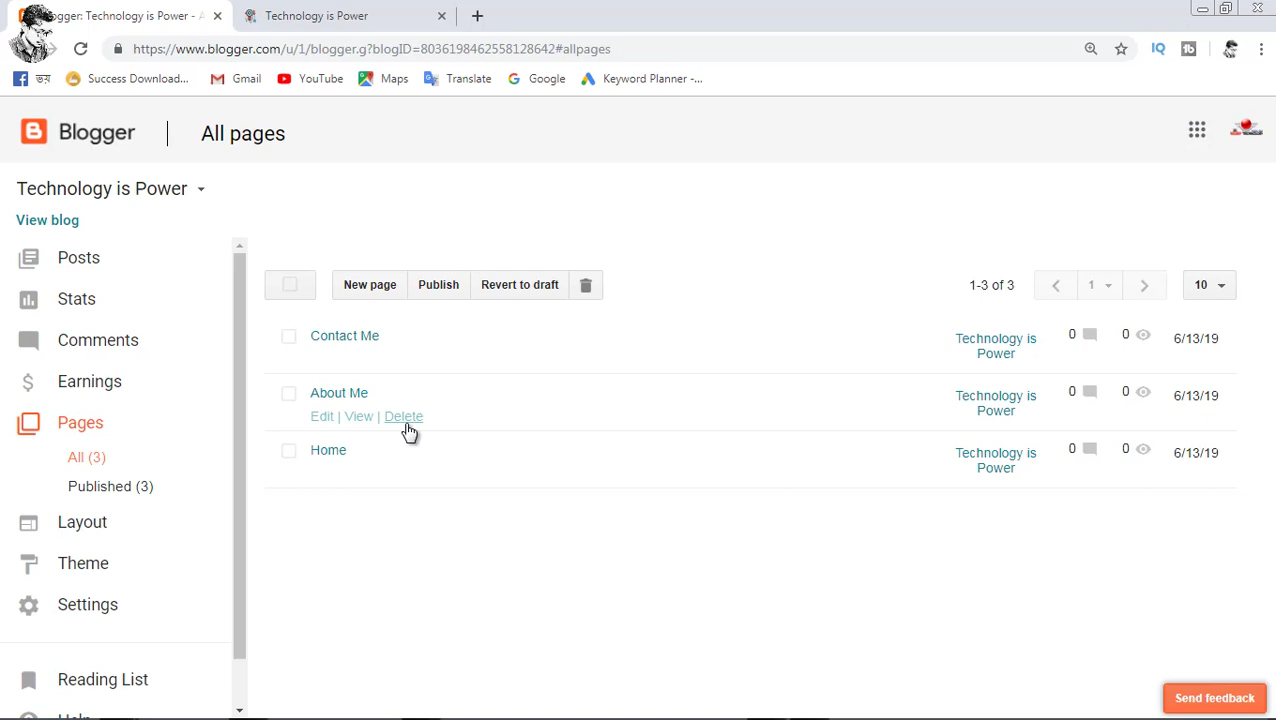 Blogger: Technology is Power - A
Technology is Power
https://www.blogger.com/u/1/blogger.g?blogID=8036198462558128642#allpages
IQ
tb
জয়
Success Download...
Gmail
YouTube
Maps
Translate
Google
Keyword Planner -...
Blogger
All pages
Technology is Power
View blog
Posts
Stats
Comments
Earnings
Pages
All (3)
Published (3)
Layout
Theme
Settings
Reading List
New page
Publish
Revert to draft
1-3 of 3
1
10
Contact Me
Technology is
Power
0
0
6/13/19
About Me
Edit | View | Delete
Technology is
Power
0
0
6/13/19
Home
Technology is
Power
0
0
6/13/19
Send feedback